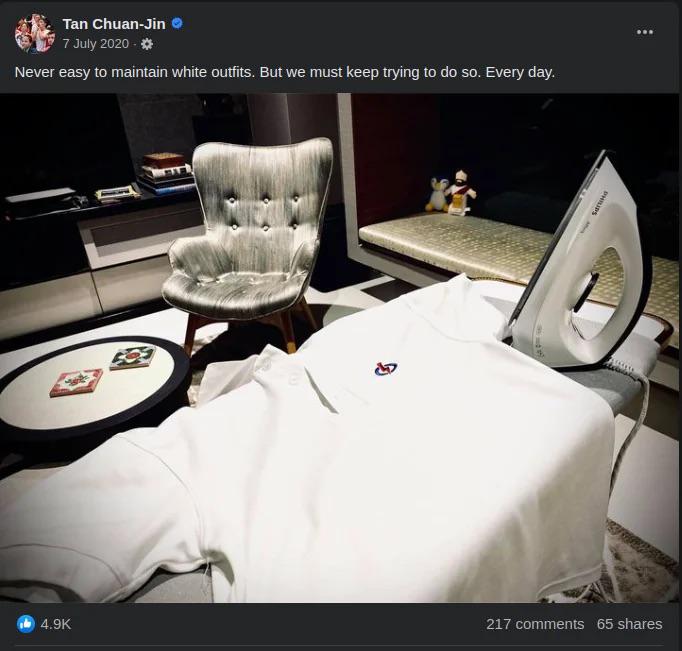 Tan Chuan-Jin
7 July 2020 ·
Never easy to maintain white outfits. But we must keep trying to do so. Every day.
PHILIPS
4.9K
217 comments 65 shares